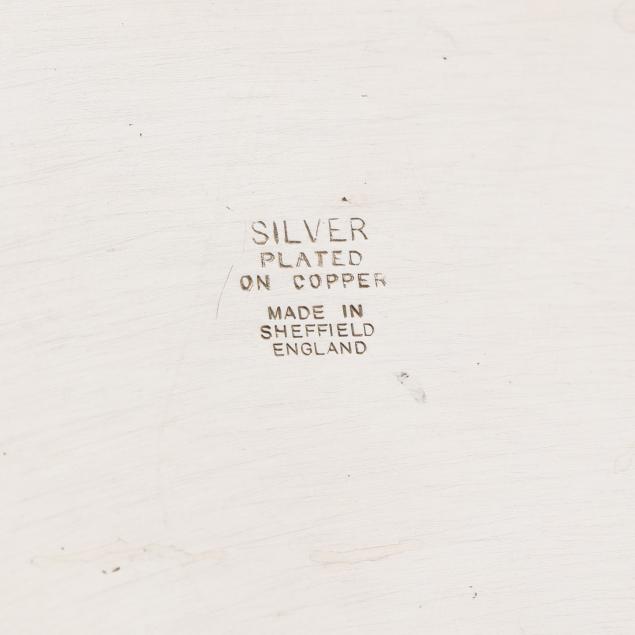 SILVER
PLATED
ON COPPER
MADE IN
SHEFFIELD
ENGLAND